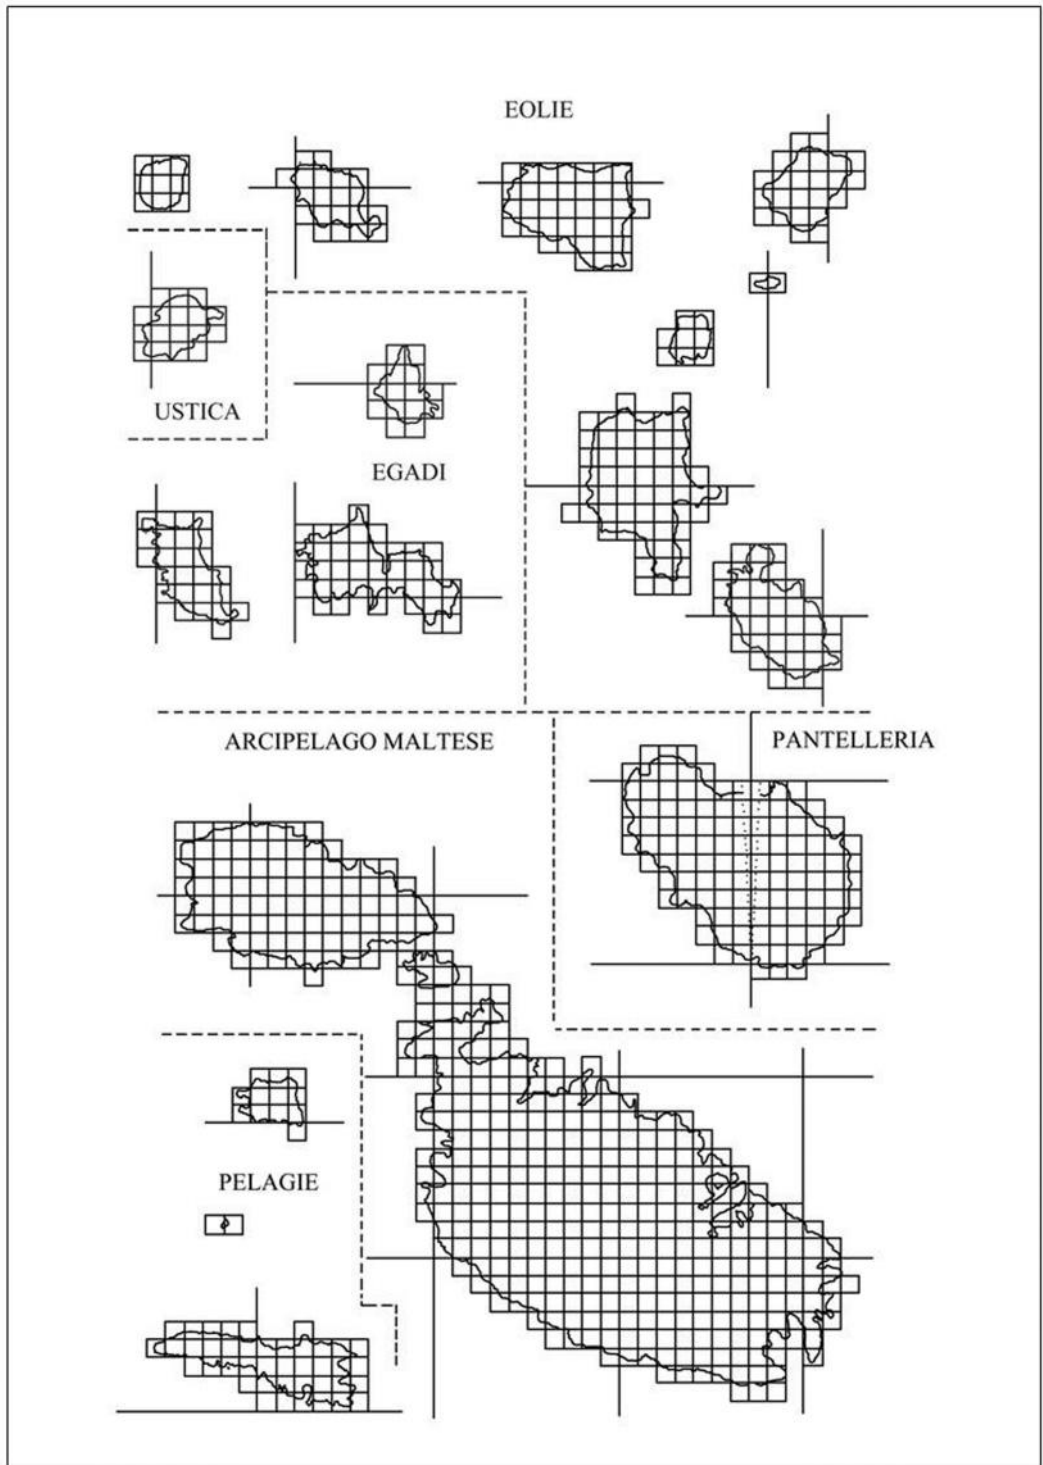 EOLIE
USTICA
EGADI
ARCIPELAGO MALTESE
PANTELLERIA
PELAGIE